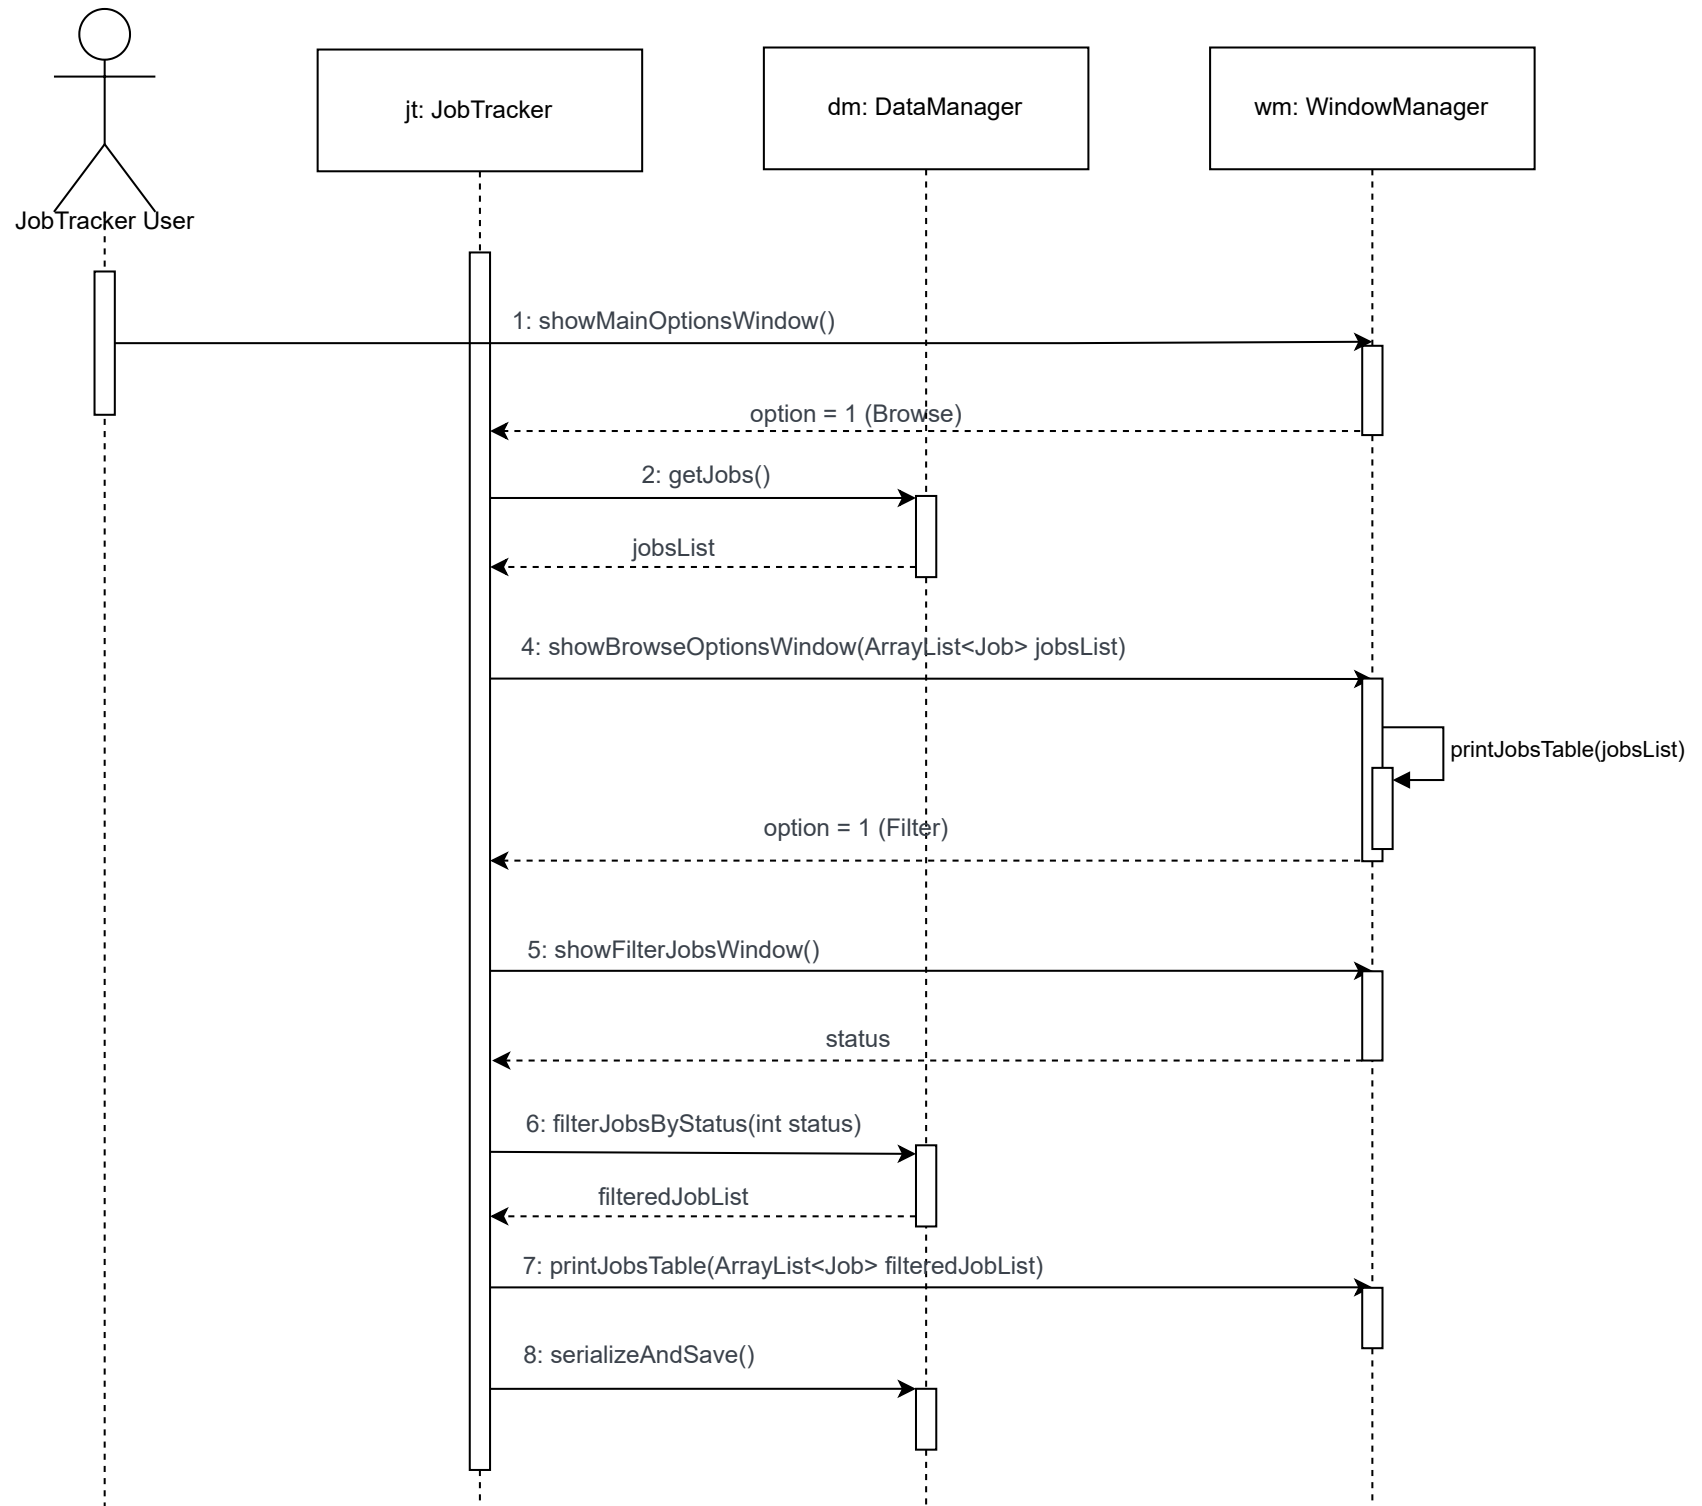 jt: JobTracker
dm: DataManager
wm: WindowManager
JobTracker User
1: showMainOptionsWindow()
option = 1 (Browse)
2: getJobs()
jobsList
4: showBrowseOptionsWindow(ArrayList<Job> jobsList)
printJobsTable(jobsList)
option = 1 (Filter)
5: showFilterJobsWindow()
status
6: filterJobsByStatus(int status)
filteredJobList
7: printJobsTable(ArrayList<Job> filteredJobList)
8: serializeAndSave()